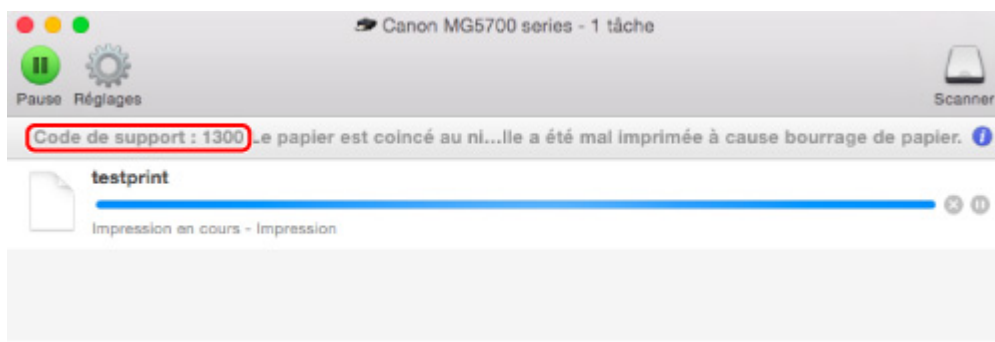 Canon MG5700 series - 1 tâche
Pause Réglages Scanner
Code de support : 1300 Le papier est coincé au ni...lle a été mal imprimée à cause bourrage de papier.
testprint
Impression en cours - Impression